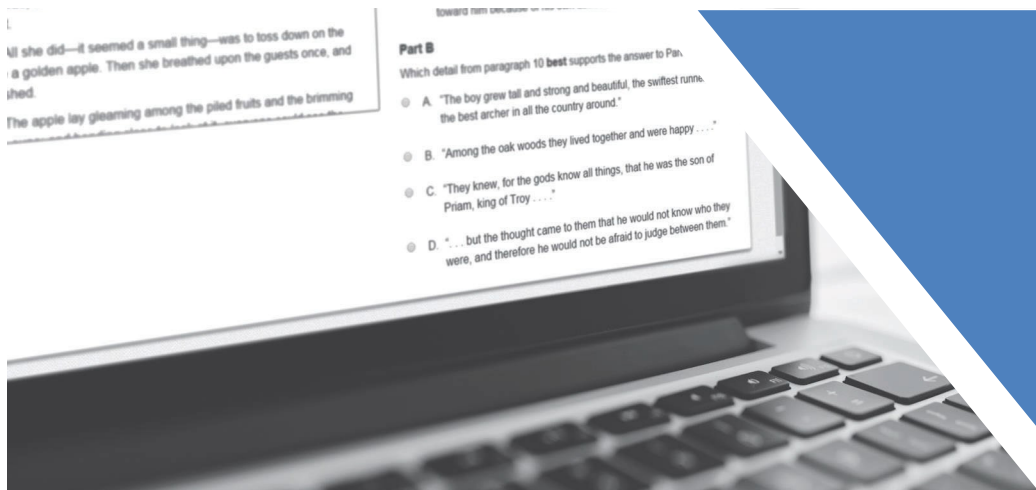 All she did—it seemed a small thing—was to toss down on the
a golden apple. Then she breathed upon the guests once, and
The apple lay gleaming among the piled fruits and the brimming
toward him because of his
Part B
Which detail from paragraph 10 best supports the answer to
A. "The boy grew tall and strong and beautiful, the swiftest
the best archer in all the country around."
B. "Among the oak woods they lived together and were happy . . . ."
C. "They knew, for the gods know all things, that he was the son of
Priam, king of Troy . . . ."
D. ". . . but the thought came to them that he would not know who they
were, and therefore he would not be afraid to judge between them."